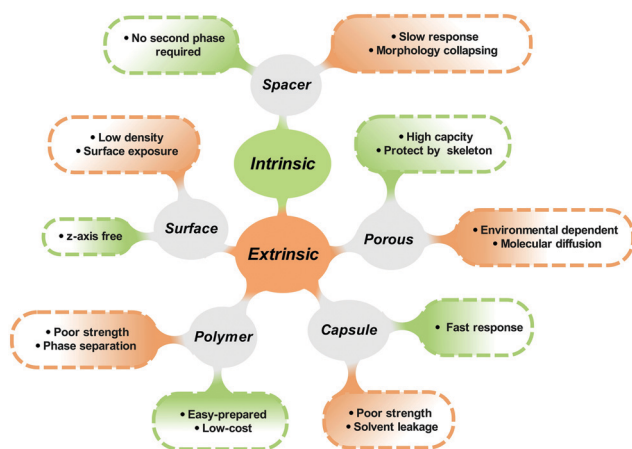 • No second phase
required
• Slow response
• Morphology collapsing
Spacer
• Low density
• Surface exposure
Intrinsic
• High capcity
• Protect by skeleton
• z-axis free
Surface
Extrinsic
Porous
• Environmental dependent
• Molecular diffusion
• Poor strength
• Phase separation
Polymer
Capsule
• Fast response
• Easy-prepared
• Low-cost
• Poor strength
• Solvent leakage